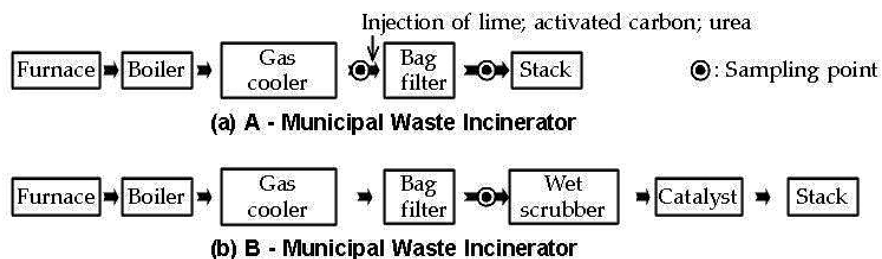 Injection of lime; activated carbon; urea
Furnace Boiler Gas cooler Bag filter Stack : Sampling point
(a) A - Municipal Waste Incinerator
Furnace Boiler Gas cooler Bag filter Wet scrubber Catalyst Stack
(b) B - Municipal Waste Incinerator